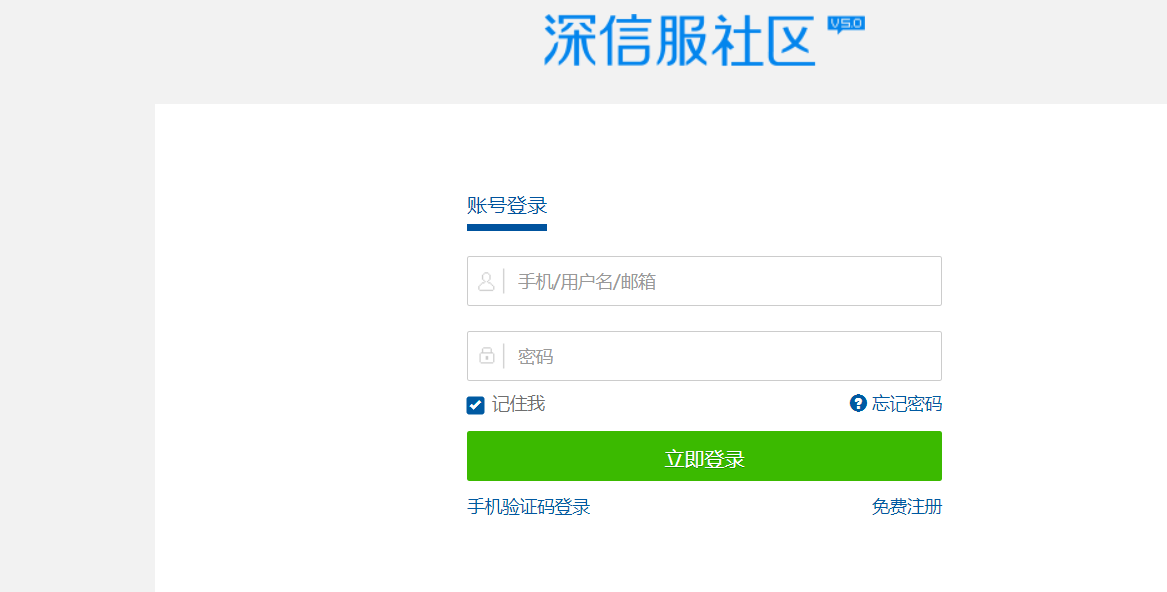 深信服社区 V5.0
账号登录
手机/用户名/邮箱
密码
记住我 忘记密码
立即登录
手机验证码登录 免费注册